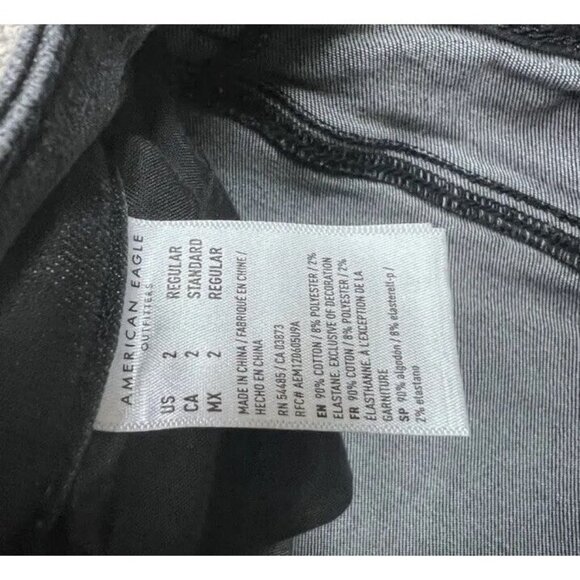 AMERICAN EAGLE
OUTFITTERS
US 2 REGULAR
CA 2 STANDARD
MX 2 REGULAR
MADE IN CHINA / FABRIQUÉ EN CHINE /
HECHO EN CHINA
RN 54485 / CA 03873
RFC# AEM120605U9A
EN 90% COTTON / 8% POLYESTER / 2%
ELASTANE. EXCLUSIVE OF DECORATION
FR 90% COTON / 8% POLYESTER / 2%
ÉLASTHANNE. À L'EXCEPTION DE LA
GARNITURE
SP 90% algodón / 8% elasterell-p /
2% elastano